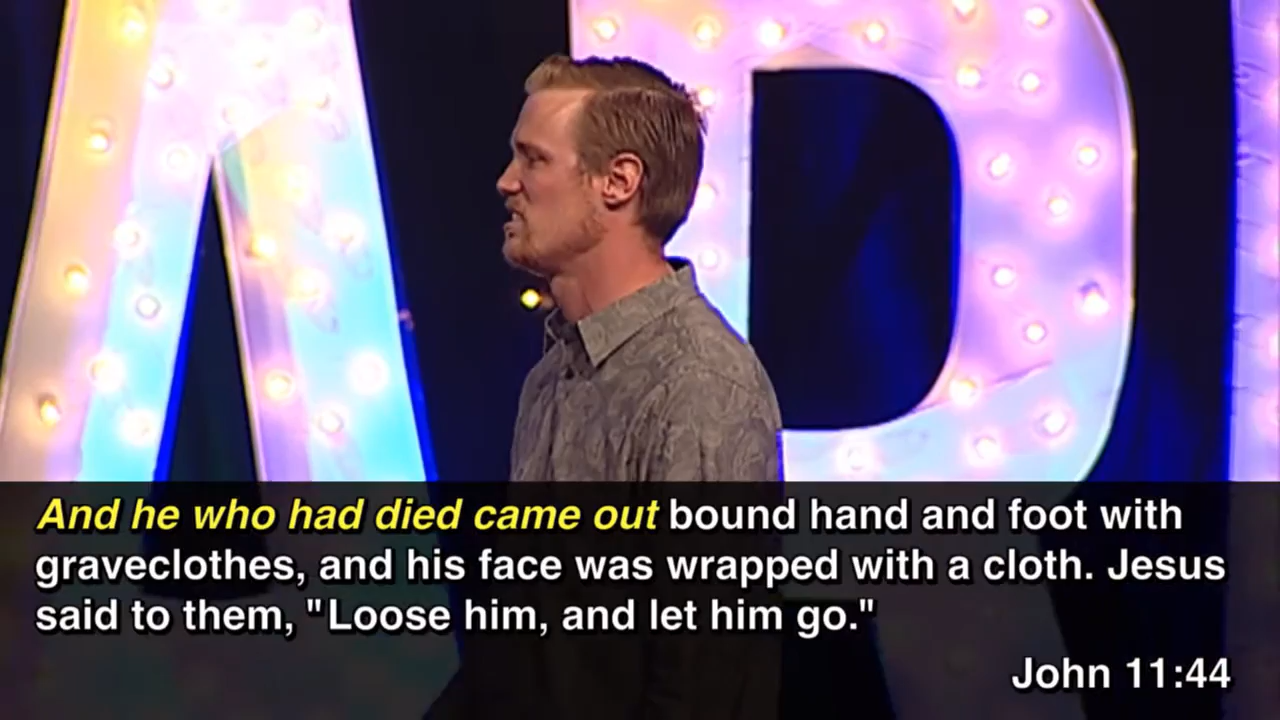 AD
And he who had died came out bound hand and foot with
graveclothes, and his face was wrapped with a cloth. Jesus
said to them, "Loose him, and let him go."
John 11:44